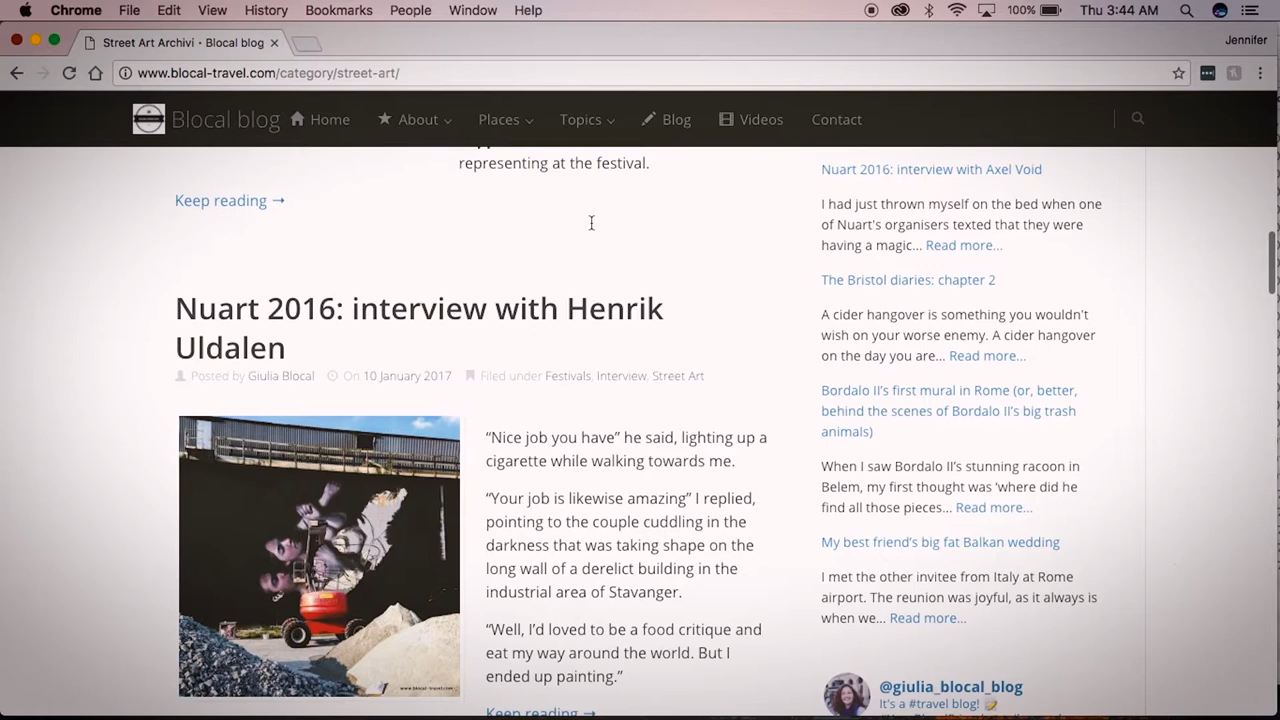 Chrome File Edit View History Bookmarks People Window Help 100% Thu 3:44 AM
Street Art Archivi • Blocal blog Jennifer
www.blocal-travel.com/category/street-art/
Blocal blog Home About Places Topics Blog Videos Contact
representing at the festival.
Keep reading →
Nuart 2016: interview with Henrik
Uldalen
Posted by Giulia Blocal On 10 January 2017 Filed under Festivals, Interview, Street Art
“Nice job you have” he said, lighting up a
cigarette while walking towards me.
“Your job is likewise amazing” I replied,
pointing to the couple cuddling in the
darkness that was taking shape on the
long wall of a derelict building in the
industrial area of Stavanger.
“Well, I’d loved to be a food critique and
eat my way around the world. But I
ended up painting.”
www.blocal-travel.com
Keep reading →
Nuart 2016: interview with Axel Void
I had just thrown myself on the bed when one
of Nuart's organisers texted that they were
having a magic... Read more...
The Bristol diaries: chapter 2
A cider hangover is something you wouldn't
wish on your worse enemy. A cider hangover
on the day you are... Read more...
Bordalo II’s first mural in Rome (or, better,
behind the scenes of Bordalo II’s big trash
animals)
When I saw Bordalo II’s stunning racoon in
Belem, my first thought was ‘where did he
find all those pieces... Read more...
My best friend’s big fat Balkan wedding
I met the other invitee from Italy at Rome
airport. The reunion was joyful, as it always is
when we... Read more...
@giulia_blocal_blog
It's a #travel blog!